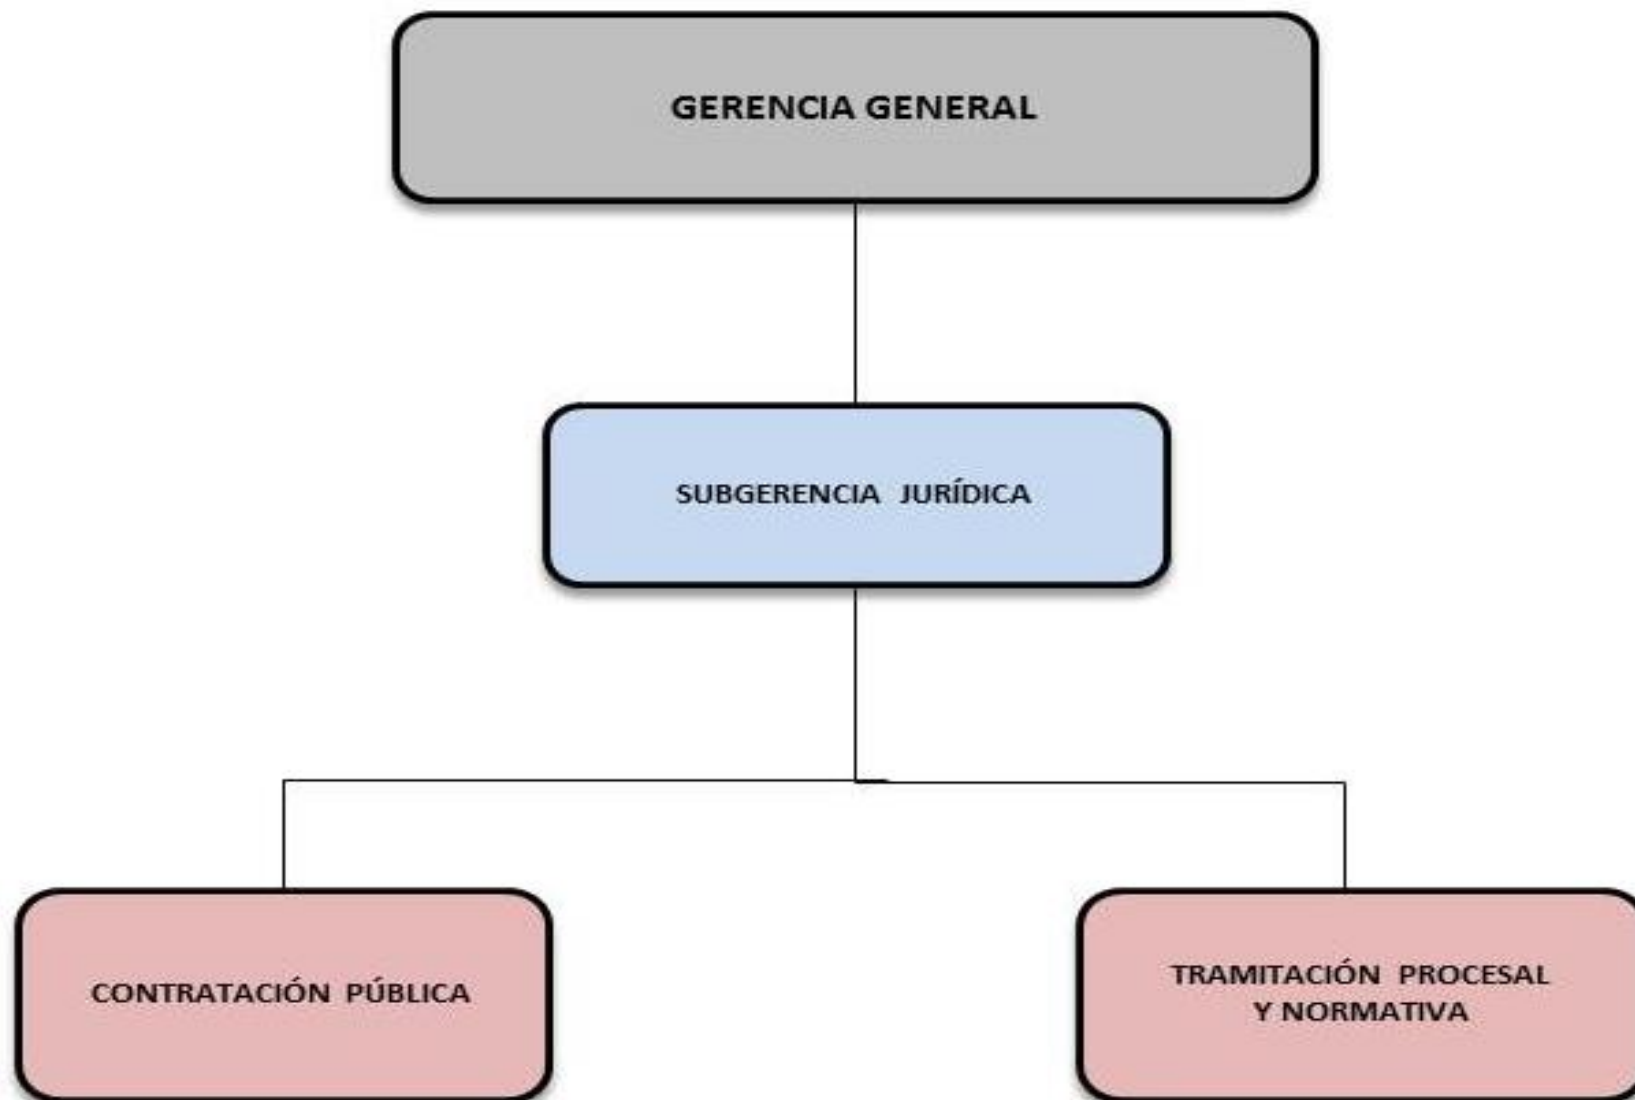 GERENCIA GENERAL
SUBGERENCIA JURÍDICA
CONTRATACIÓN PÚBLICA
TRAMITACIÓN PROCESAL
Y NORMATIVA